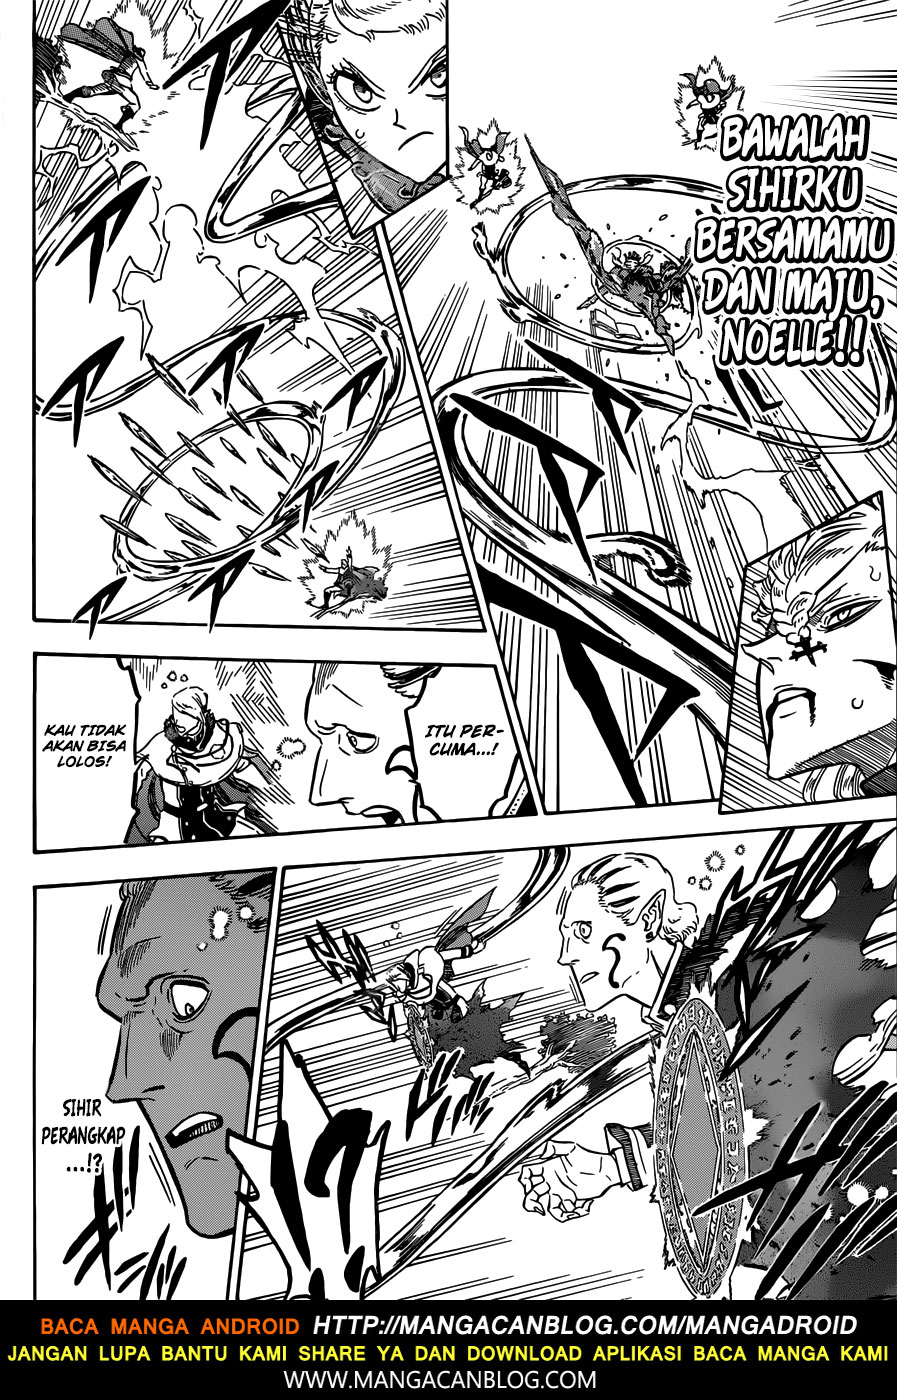 BAWALAH
SIHIRKU
BERSAMAMU
DAN MAJU,
NOELLE!!
ITU PER-
CUMA...!
KAU TIDAK
AKAN BISA
LOLOS!
SIHIR
PERANGKAP
...!?
BACA MANGA ANDROID HTTP://MANGACANBLOG.COM/MANGADROID
JANGAN LUPA BANTU KAMI SHARE YA DAN DOWNLOAD APLIKASI BACA MANGA KAMI
WWW.MANGACANBLOG.COM